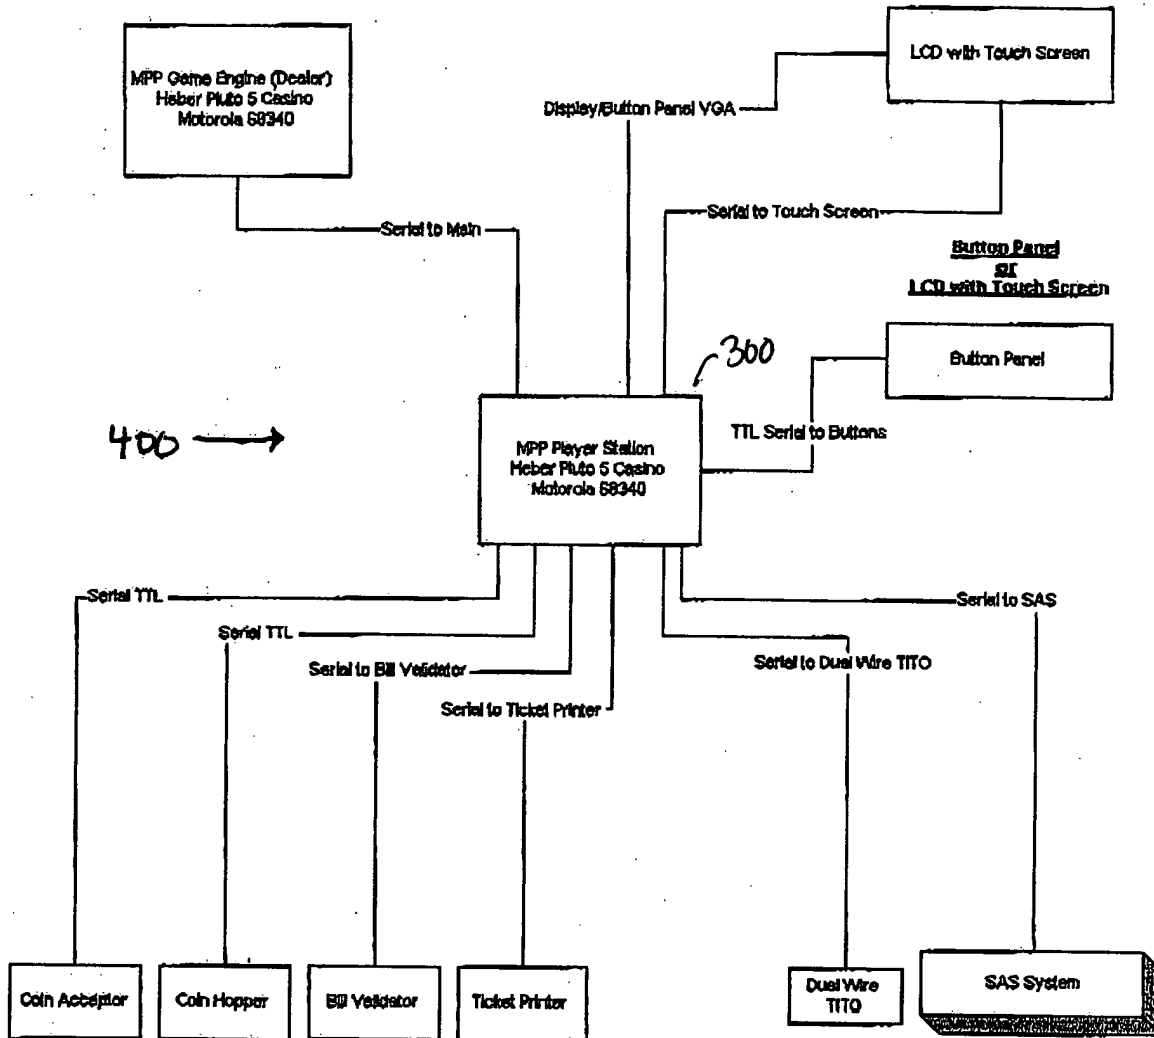 MPP Game Engine (Dealer)
Heber Pluto 5 Casino
Motorola 68340
LCD with Touch Screen
Display/Button Panel VGA
Serial to Touch Screen
Serial to Main
Button Panel
or
LCD with Touch Screen
300
Button Panel
400
TTL Serial to Buttons
MPP Player Station
Heber Pluto 5 Casino
Motorola 68340
Serial TTL
Serial to SAS
Serial TTL
Serial to Dual Wire TITO
Serial to Bill Validator
Serial to Ticket Printer
Coin Acceptor
Coin Hopper
Bill Validator
Ticket Printer
Dual Wire
TITO
SAS System